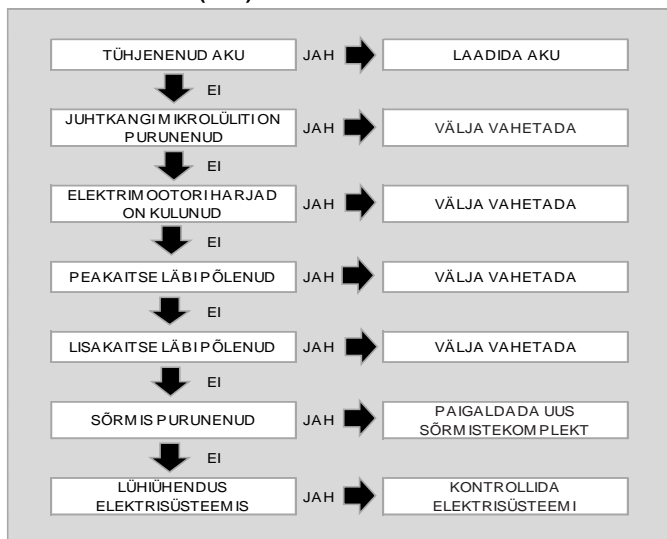 TÜHJENENUD AKU JAH LAADIDA AKU
EI
JUHTKANGI MIKROLÜLITI ON
PURUNENUD JAH VÄLJA VAHETADA
EI
ELEKTRIMOOTORI HARJAD
ON KULUNUD JAH VÄLJA VAHETADA
EI
PEAKAITSE LÄBI PÕLENUD JAH VÄLJA VAHETADA
EI
LISAKAITSE LÄBI PÕLENUD JAH VÄLJA VAHETADA
EI
SÕRMIS PURUNENUD JAH PAIGALDADA UUS
SÕRMISTEKOMPLEKT
EI
LÜHIÜHENDUS
ELEKTRISÜSTEEMIS JAH KONTROLLIDA
ELEKTRISÜSTEEMI